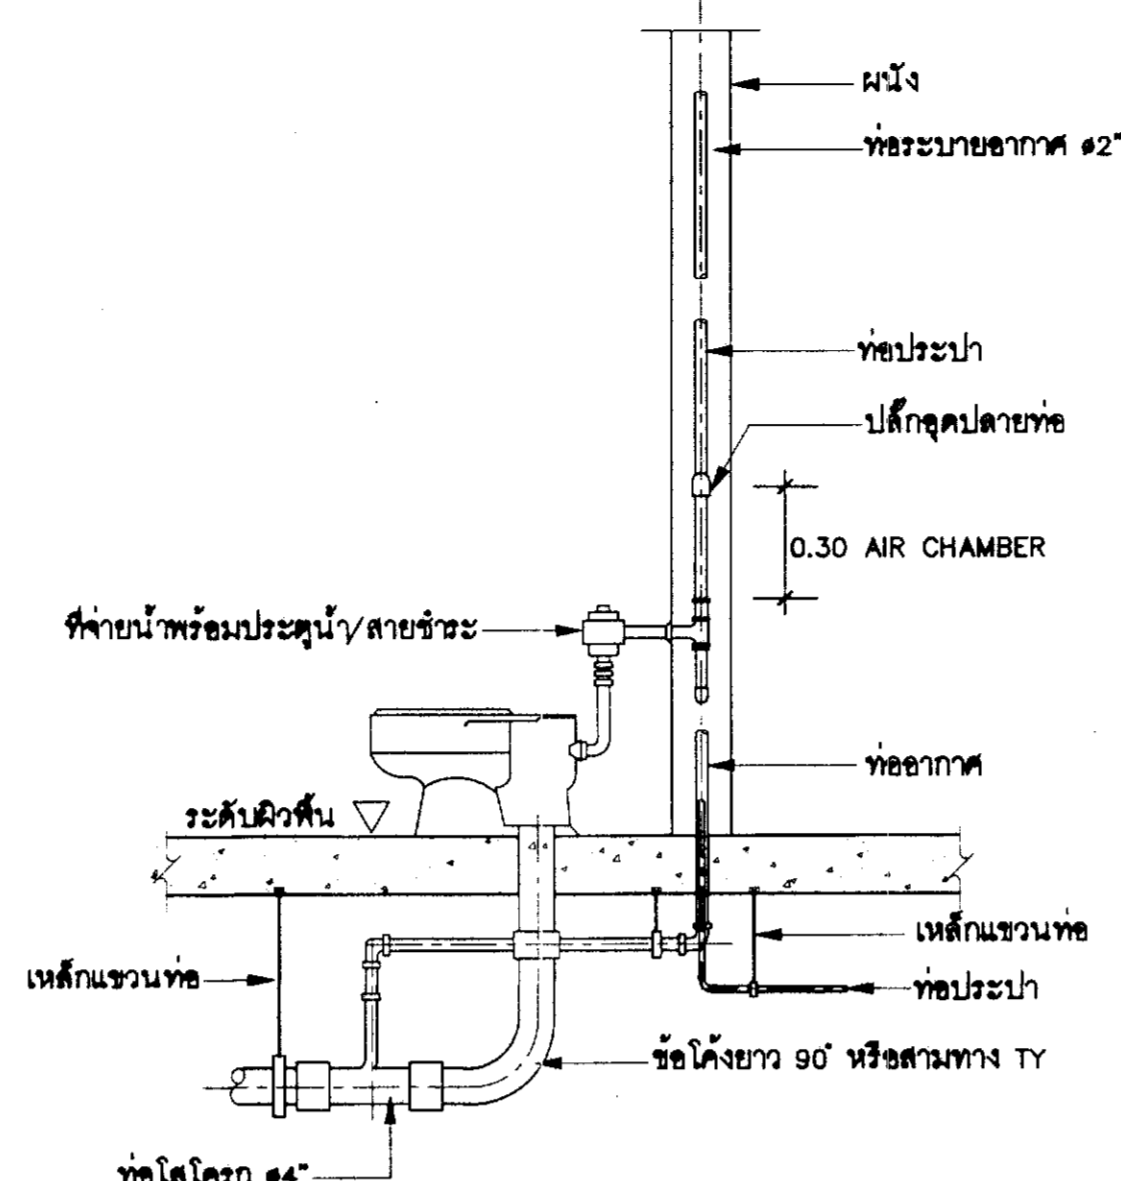 ผนัง
ท่อระบายอากาศ ø2"
ท่อประปา
ปลั๊กอุดปลายท่อ
0.30 AIR CHAMBER
ที่จ่ายน้ำพร้อมประตูน้ำ/สายชำระ
ท่ออากาศ
ระดับผิวพื้น
เหล็กแขวนท่อ
เหล็กแขวนท่อ
ท่อประปา
ข้อโค้งยาว 90° หรือสามทาง TY
ท่อโสโครก ø4"